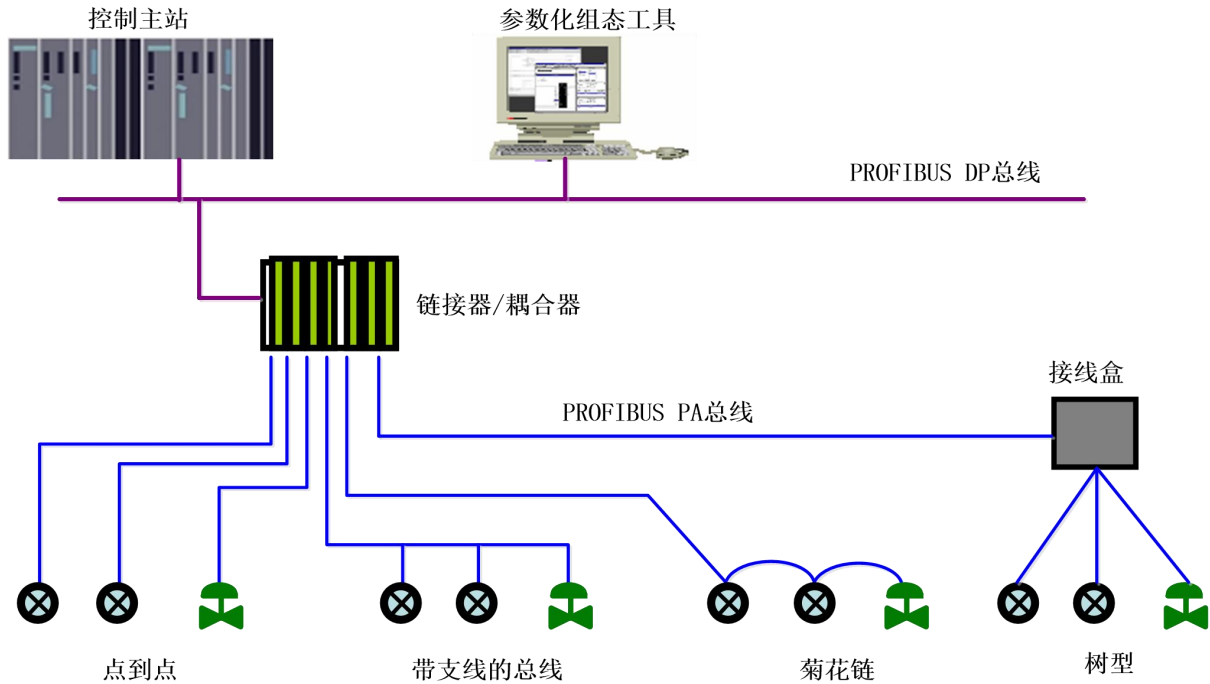 控制主站
参数化组态工具
PROFIBUS DP总线
链接器/耦合器
接线盒
PROFIBUS PA总线
点到点
带支线的总线
菊花链
树型